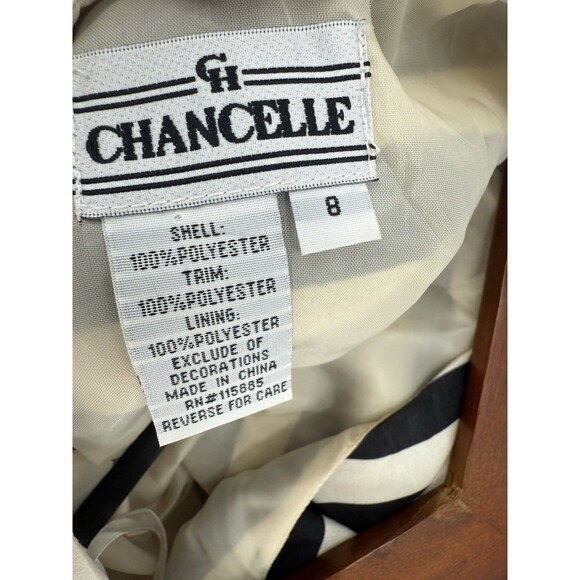 CH
CHANCELLE
8
SHELL:
100%POLYESTER
TRIM:
100%POLYESTER
LINING:
100%POLYESTER
EXCLUDE OF
DECORATIONS
MADE IN CHINA
RN#115885
REVERSE FOR CARE